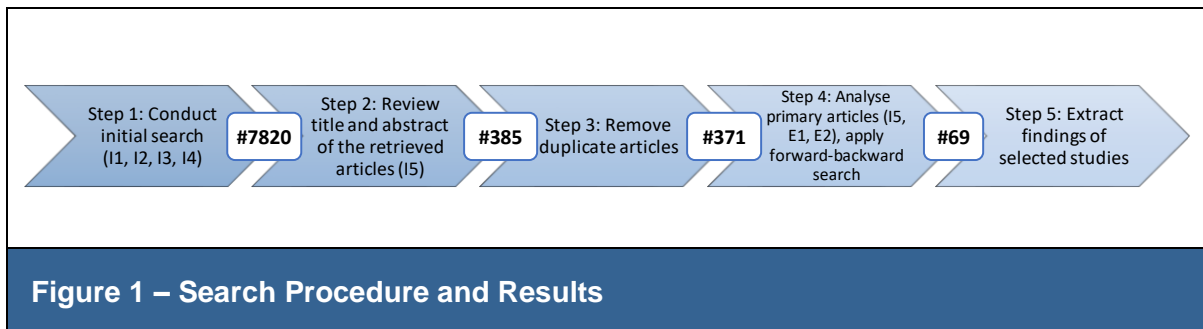 Step 1: Conduct
initial search
(I1, I2, I3, I4)
#7820
Step 2: Review
title and abstract
of the retrieved
articles (I5)
#385
Step 3: Remove
duplicate articles
#371
Step 4: Analyse
primary articles (I5,
E1, E2), apply
forward-backward
search
#69
Step 5: Extract
findings of
selected studies
Figure 1 – Search Procedure and Results